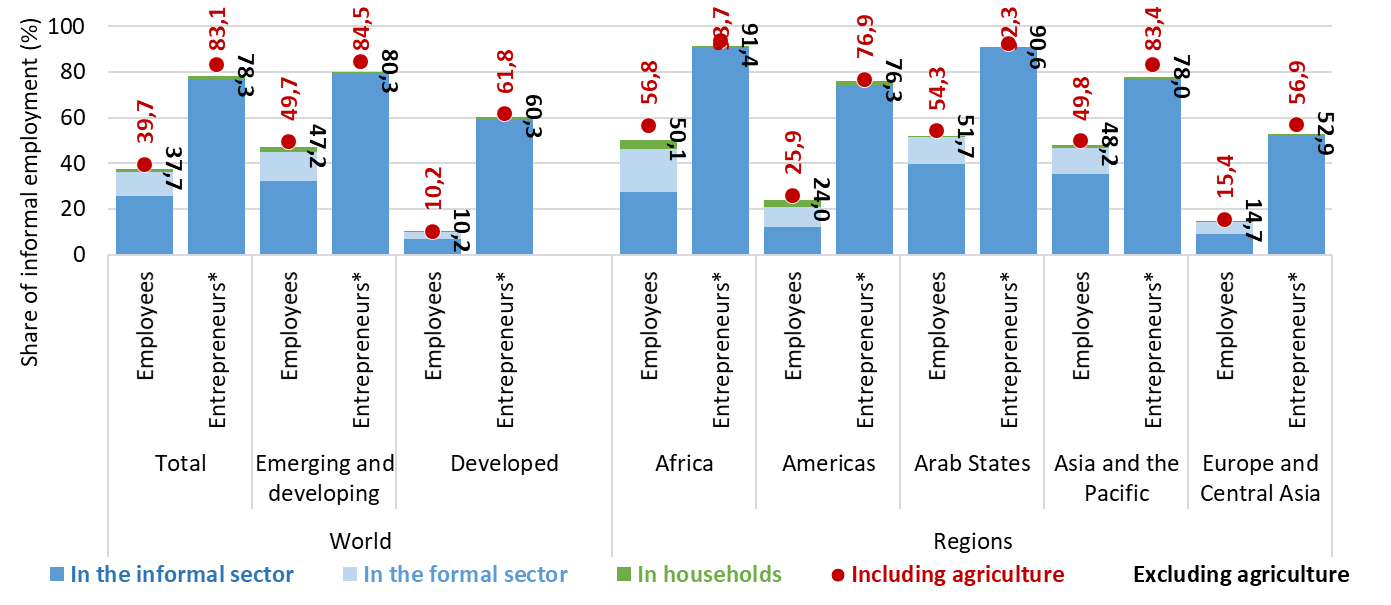 Share of informal employment (%)
100
80
60
40
20
0
39,7
37,7
83,1
78,3
49,7
47,2
84,5
80,3
10,2
10,2
61,8
60,3
56,8
50,1
3,7
91,4
25,9
24,0
76,9
76,3
54,3
51,7
2,3
90,6
49,8
48,2
83,4
78,0
15,4
14,7
56,9
52,9
Employees
Entrepreneurs*
Employees
Entrepreneurs*
Employees
Entrepreneurs*
Employees
Entrepreneurs*
Employees
Entrepreneurs*
Employees
Entrepreneurs*
Employees
Entrepreneurs*
Employees
Entrepreneurs*
Total
Emerging and
developing
Developed
Africa
Americas
Arab States
Asia and the
Pacific
Europe and
Central Asia
World
Regions
In the informal sector
In the formal sector
In households
Including agriculture
Excluding agriculture